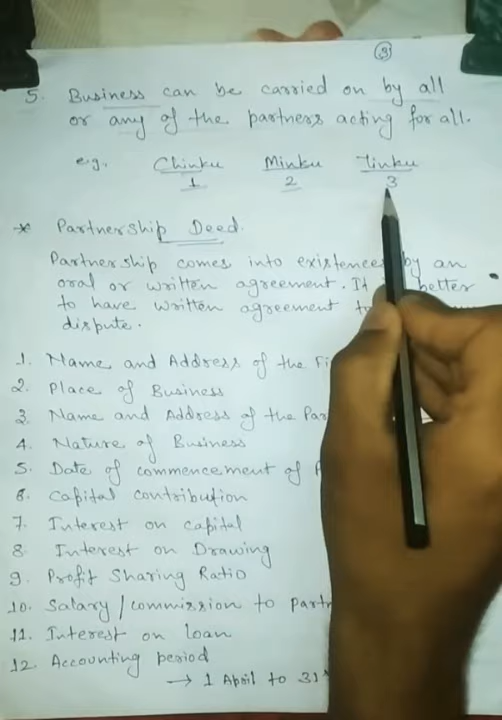 3
5. Business can be carried on by all
or any of the partners acting for all.
e.g. Chinku Minku Tinku
1 2 3
* Partnership Deed.
Partnership comes into existence by an
oral or written agreement. It better
to have written agreement
dispute.
1. Name and Address of the
2. Place of Business
3. Name and Address of the
4. Nature of Business
5. Date of commencement of
6. Capital contribution
7. Interest on capital
8. Interest on Drawing
9. Profit Sharing Ratio
10. Salary / commission to
11. Interest on loan
12. Accounting period
→ 1 April to 31